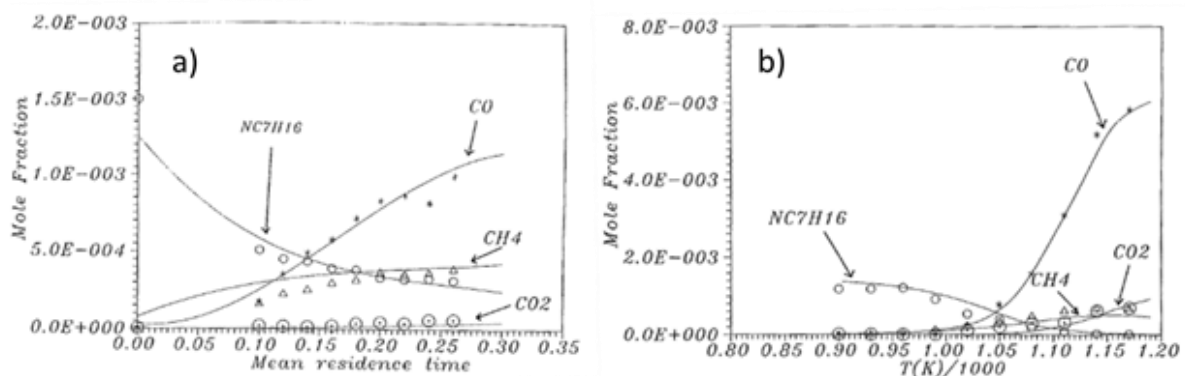 a)
2.0E-003
1.5E-003
1.0E-003
5.0E-004
0.0E+000
Mole Fraction
NC7H16
CO
CH4
CO2
0.00 0.05 0.10 0.15 0.20 0.25 0.30 0.35
Mean residence time
b)
8.0E-003
6.0E-003
4.0E-003
2.0E-003
0.0E+000
Mole Fraction
CO
NC7H16
CH4
CO2
0.80 0.85 0.90 0.95 1.00 1.05 1.10 1.15 1.20
T(K)/1000